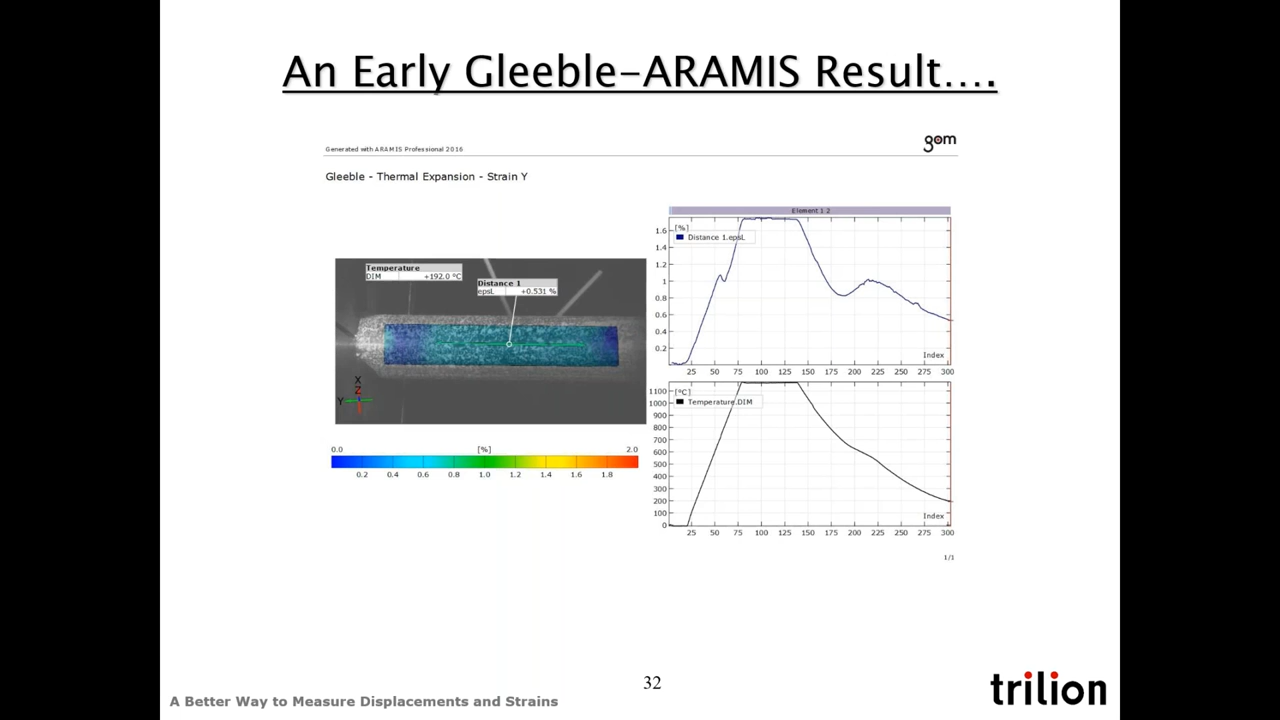 An Early Gleeble-ARAMIS Result….
Generated with ARAMIS Professional 2016
gom
Gleeble - Thermal Expansion - Strain Y
Temperature
DIM +192.0 °C
Distance 1
epsL +0.531 %
X
Z
Y
0.0 [%] 2.0
0.2 0.4 0.6 0.8 1.0 1.2 1.4 1.6 1.8
Element 1 2
[%]
Distance 1.epsL
1.6
1.4
1.2
1
0.8
0.6
0.4
0.2
Index
25 50 75 100 125 150 175 200 225 250 275 300
[°C]
Temperature.DIM
1100
1000
900
800
700
600
500
400
300
200
100
0
Index
25 50 75 100 125 150 175 200 225 250 275 300
1/1
32
A Better Way to Measure Displacements and Strains
trilion